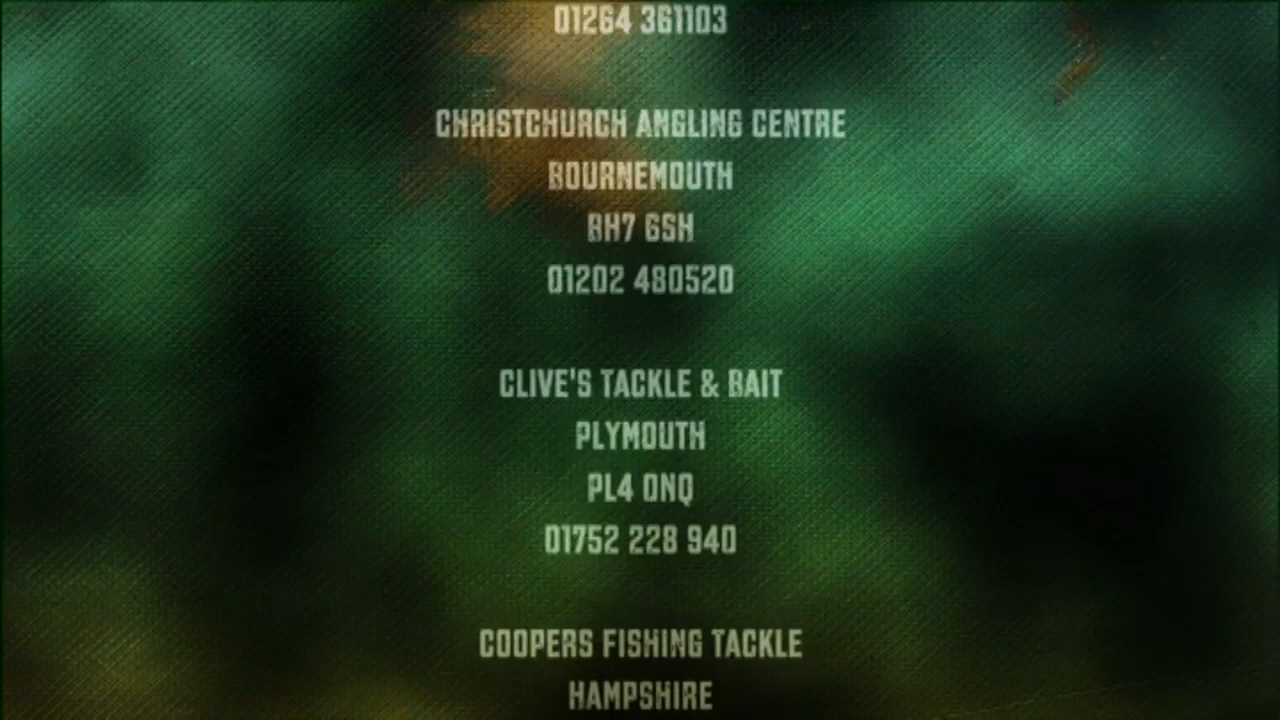 01264 361103
CHRISTCHURCH ANGLING CENTRE
BOURNEMOUTH
BH7 6SH
01202 480520
CLIVE'S TACKLE & BAIT
PLYMOUTH
PL4 0NQ
01752 228 940
COOPERS FISHING TACKLE
HAMPSHIRE